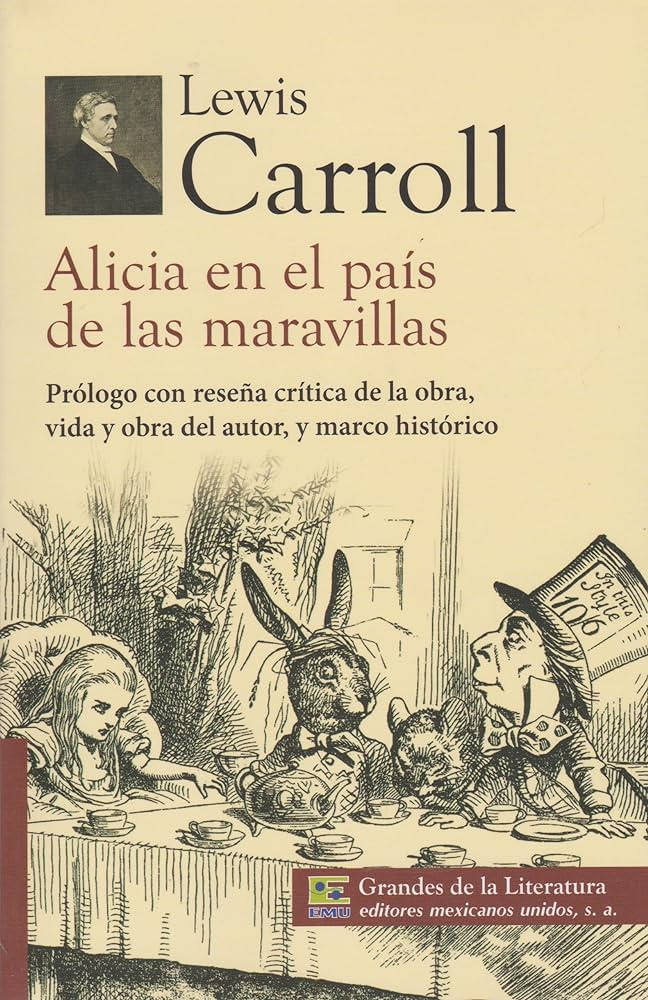 Lewis
Carroll
Alicia en el país
de las maravillas
Prólogo con reseña crítica de la obra,
vida y obra del autor, y marco histórico
In this
Style
10/6
EMU
Grandes de la Literatura
editores mexicanos unidos, s. a.